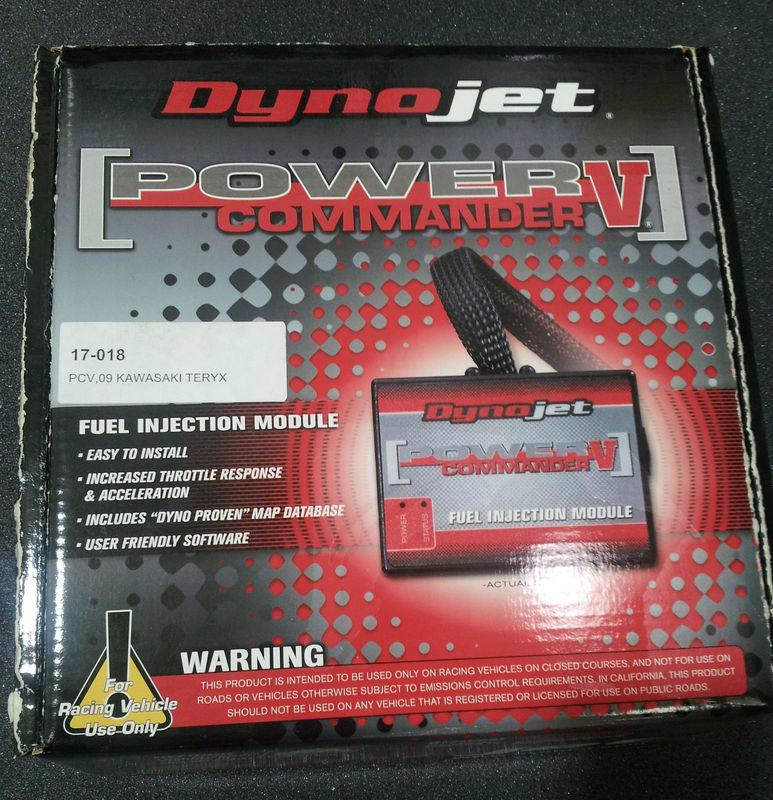 Dynojet®
[POWER V]
COMMANDER ®
17-018
PCV,09 KAWASAKI TERYX
FUEL INJECTION MODULE
• EASY TO INSTALL
• INCREASED THROTTLE RESPONSE
& ACCELERATION
• INCLUDES "DYNO PROVEN" MAP DATABASE
• USER FRIENDLY SOFTWARE
Dynojet
[POWER V]
COMMANDER
POWER
STATUS
FUEL INJECTION MODULE
-ACTUAL
For
Racing Vehicle
Use Only
WARNING
THIS PRODUCT IS INTENDED TO BE USED ONLY ON RACING VEHICLES ON CLOSED COURSES, AND NOT FOR USE ON
ROADS OR VEHICLES OTHERWISE SUBJECT TO EMISSIONS CONTROL REQUIREMENTS, IN CALIFORNIA, THIS PRODUCT
SHOULD NOT BE USED ON ANY VEHICLE THAT IS REGISTERED OR LICENSED FOR USE ON PUBLIC ROADS.